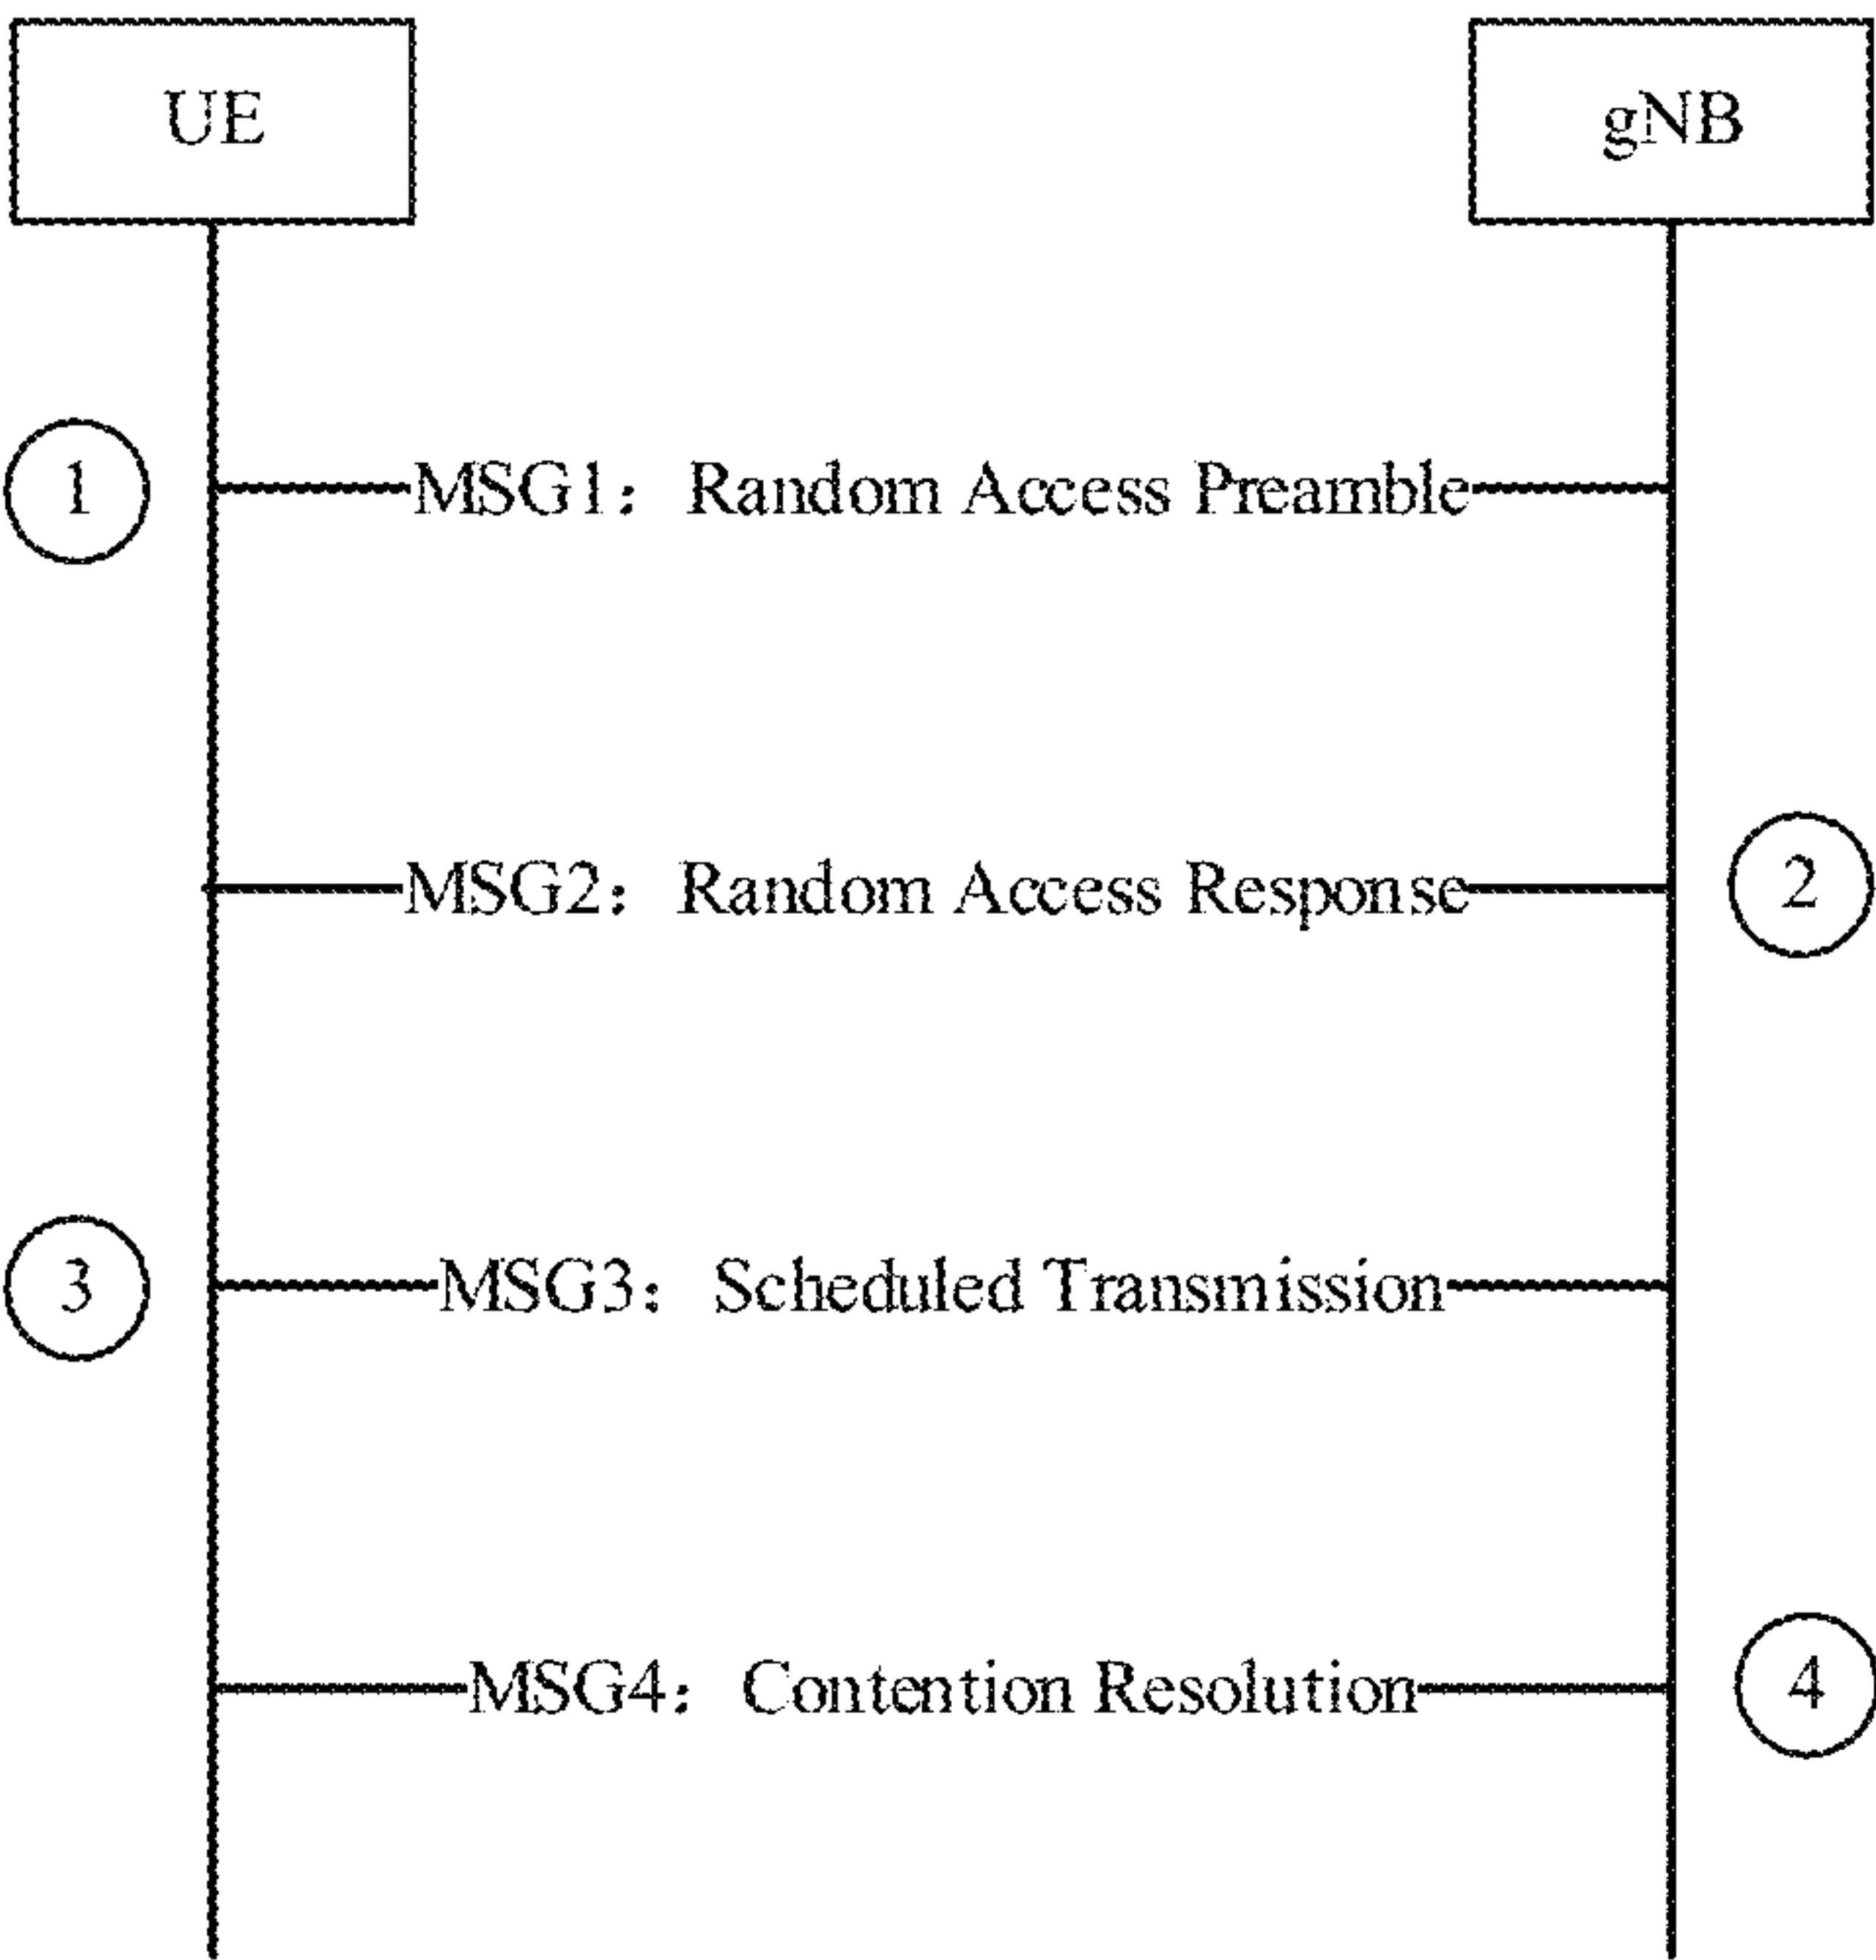 UE
gNB
1
MSG1: Random Access Preamble
MSG2: Random Access Response
2
3
MSG3: Scheduled Transmission
MSG4: Contention Resolution
4